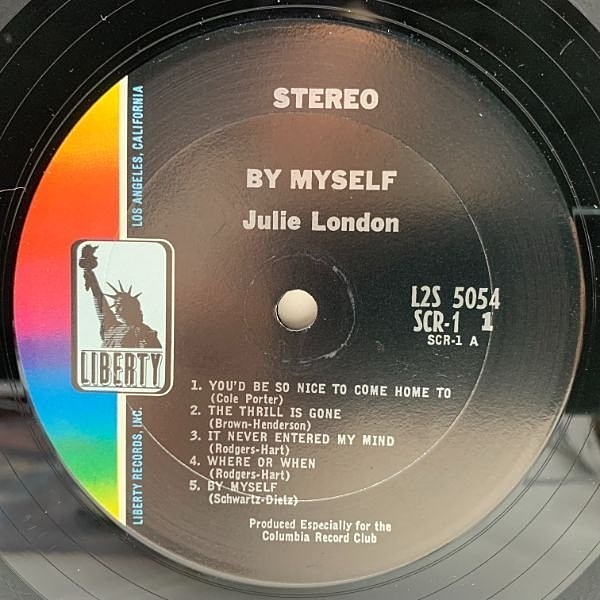 STEREO
BY MYSELF
Julie London
L2S 5054
SCR-1 1
SCR-1 A
LOS ANGELES, CALIFORNIA
LIBERTY
LIBERTY RECORDS, INC.
1. YOU'D BE SO NICE TO COME HOME TO
(Cole Porter)
2. THE THRILL IS GONE
(Brown-Henderson)
3. IT NEVER ENTERED MY MIND
(Rodgers-Hart)
4. WHERE OR WHEN
(Rodgers-Hart)
5. BY MYSELF
(Schwartz-Dietz)
Produced Especially for the
Columbia Record Club